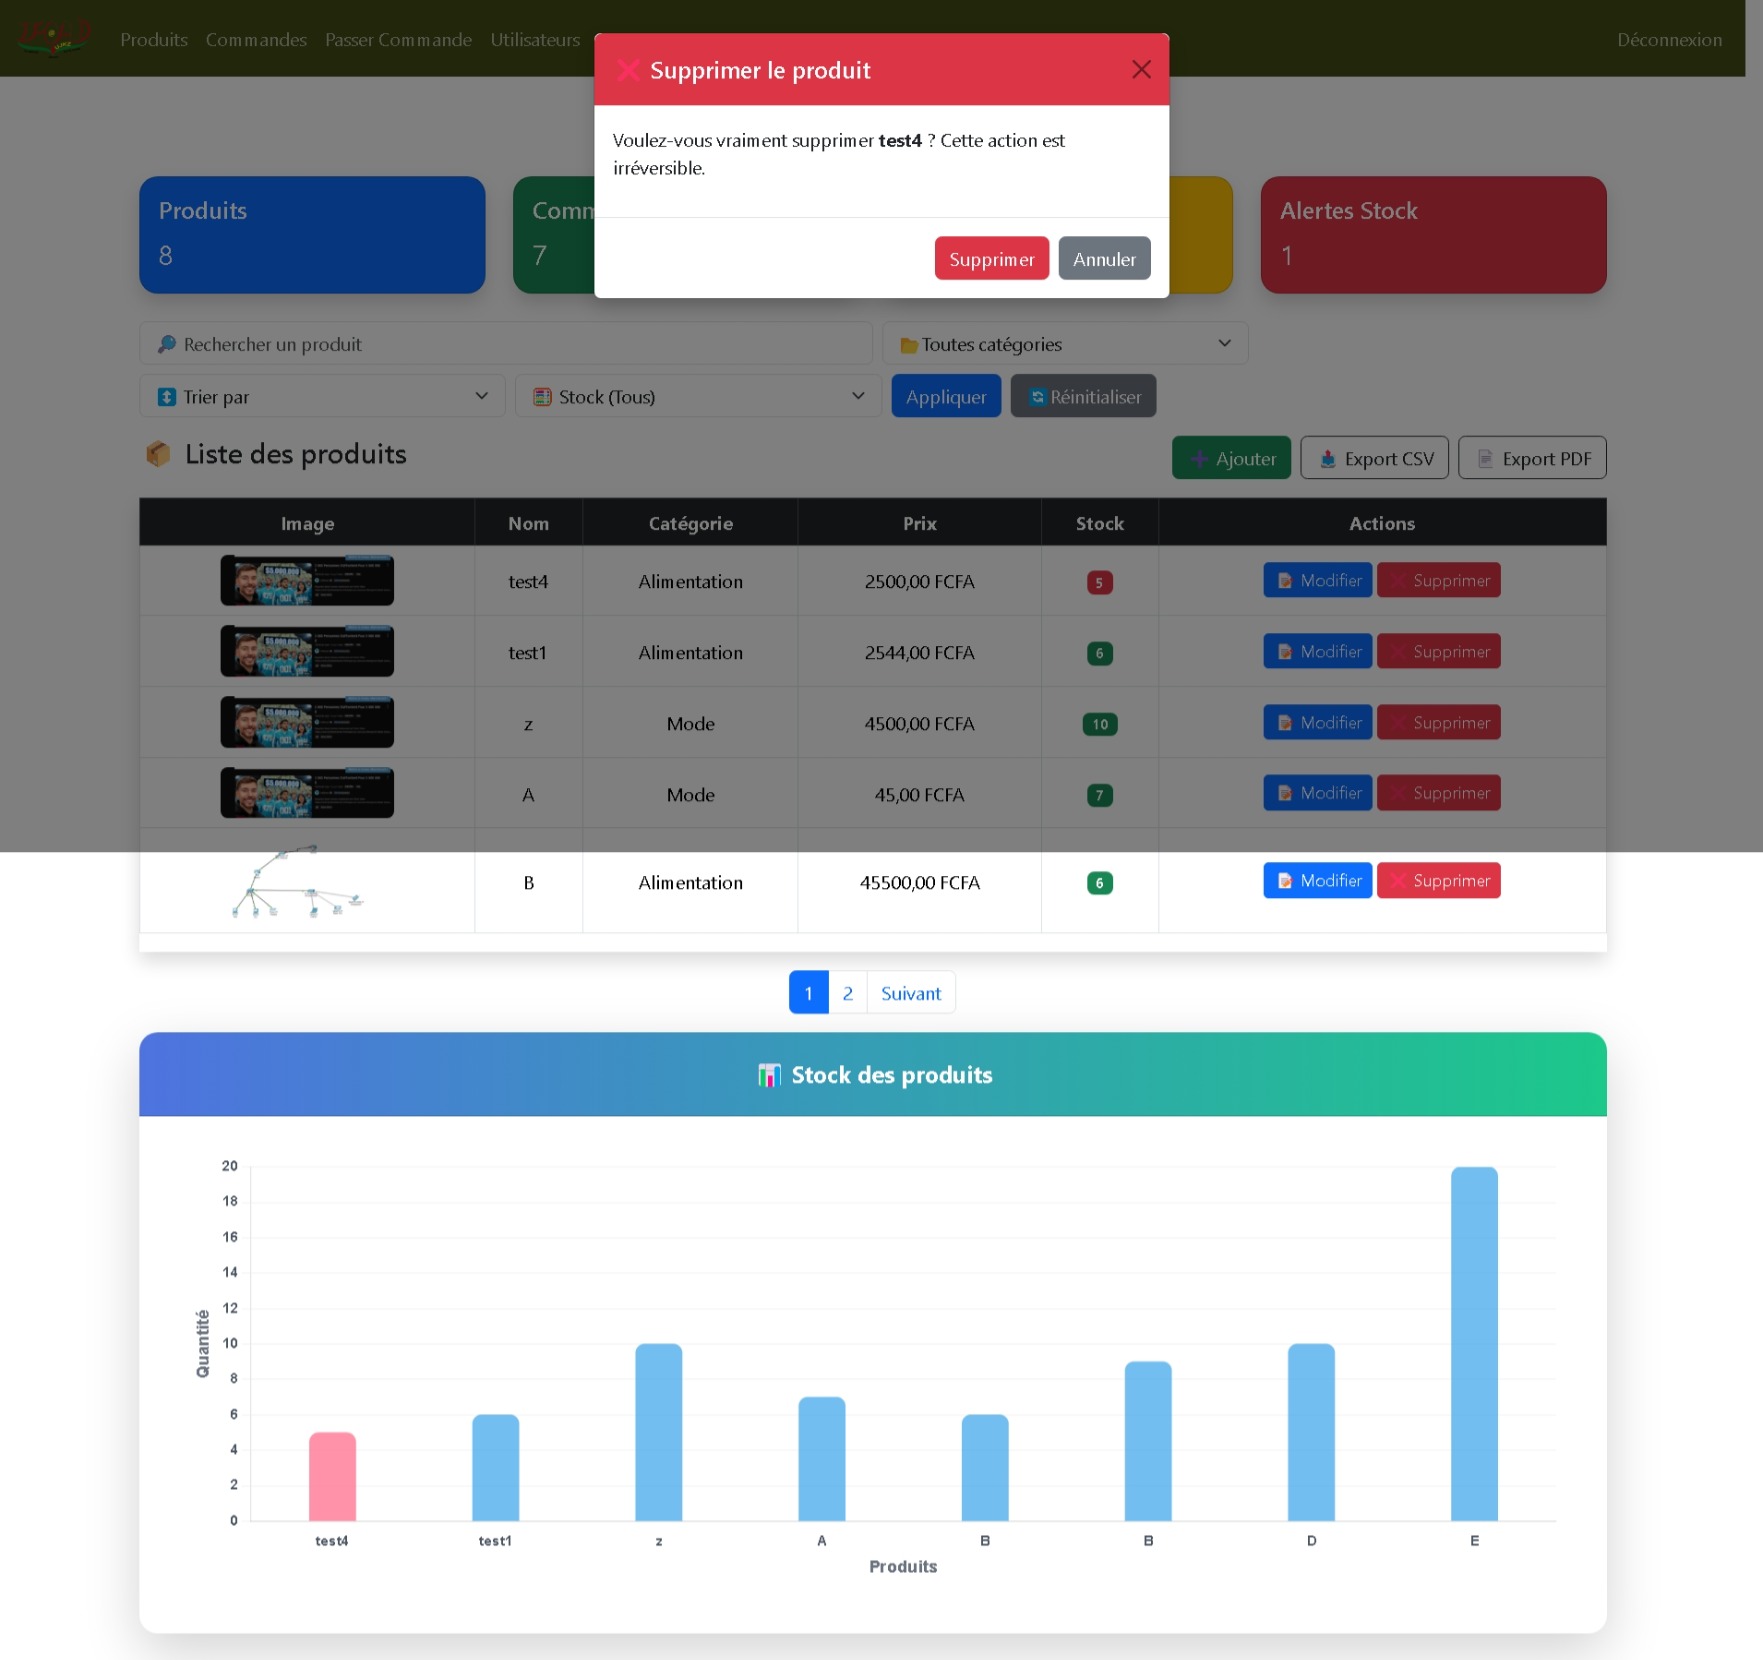 Produits Commandes Passer Commande Utilisateurs Déconnexion
Supprimer le produit
Voulez-vous vraiment supprimer test4 ? Cette action est
irréversible.
Supprimer Annuler
Produits
8
Comm
7
Alertes Stock
1
Rechercher un produit
Toutes catégories
Trier par
Stock (Tous)
Appliquer
Réinitialiser
Liste des produits
Ajouter
Export CSV
Export PDF
Image Nom Catégorie Prix Stock Actions
test4 Alimentation 2500,00 FCFA 5 Modifier Supprimer
test1 Alimentation 2544,00 FCFA 6 Modifier Supprimer
z Mode 4500,00 FCFA 10 Modifier Supprimer
A Mode 45,00 FCFA 7 Modifier Supprimer
B Alimentation 45500,00 FCFA 6 Modifier Supprimer
1 2 Suivant
Stock des produits
20
18
16
14
12
10
8
6
4
2
0
Quantité
test4 test1 z A B B D E
Produits